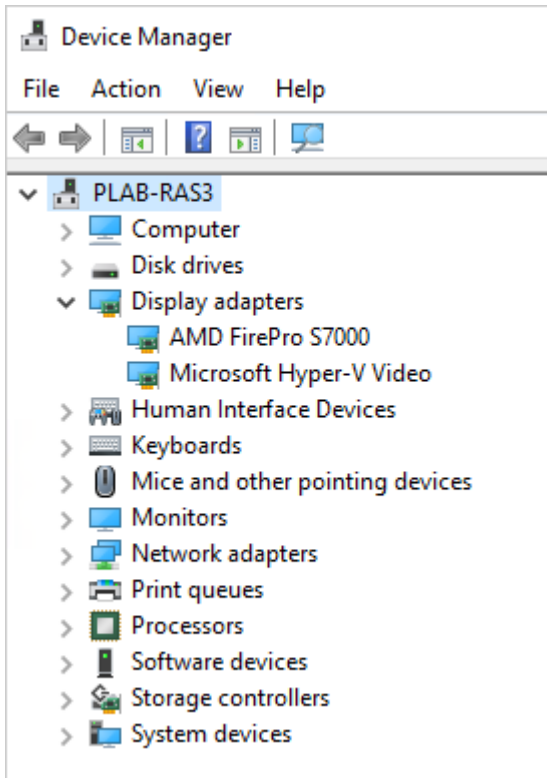 Device Manager
File Action View Help
PLAB-RAS3
Computer
Disk drives
Display adapters
AMD FirePro S7000
Microsoft Hyper-V Video
Human Interface Devices
Keyboards
Mice and other pointing devices
Monitors
Network adapters
Print queues
Processors
Software devices
Storage controllers
System devices